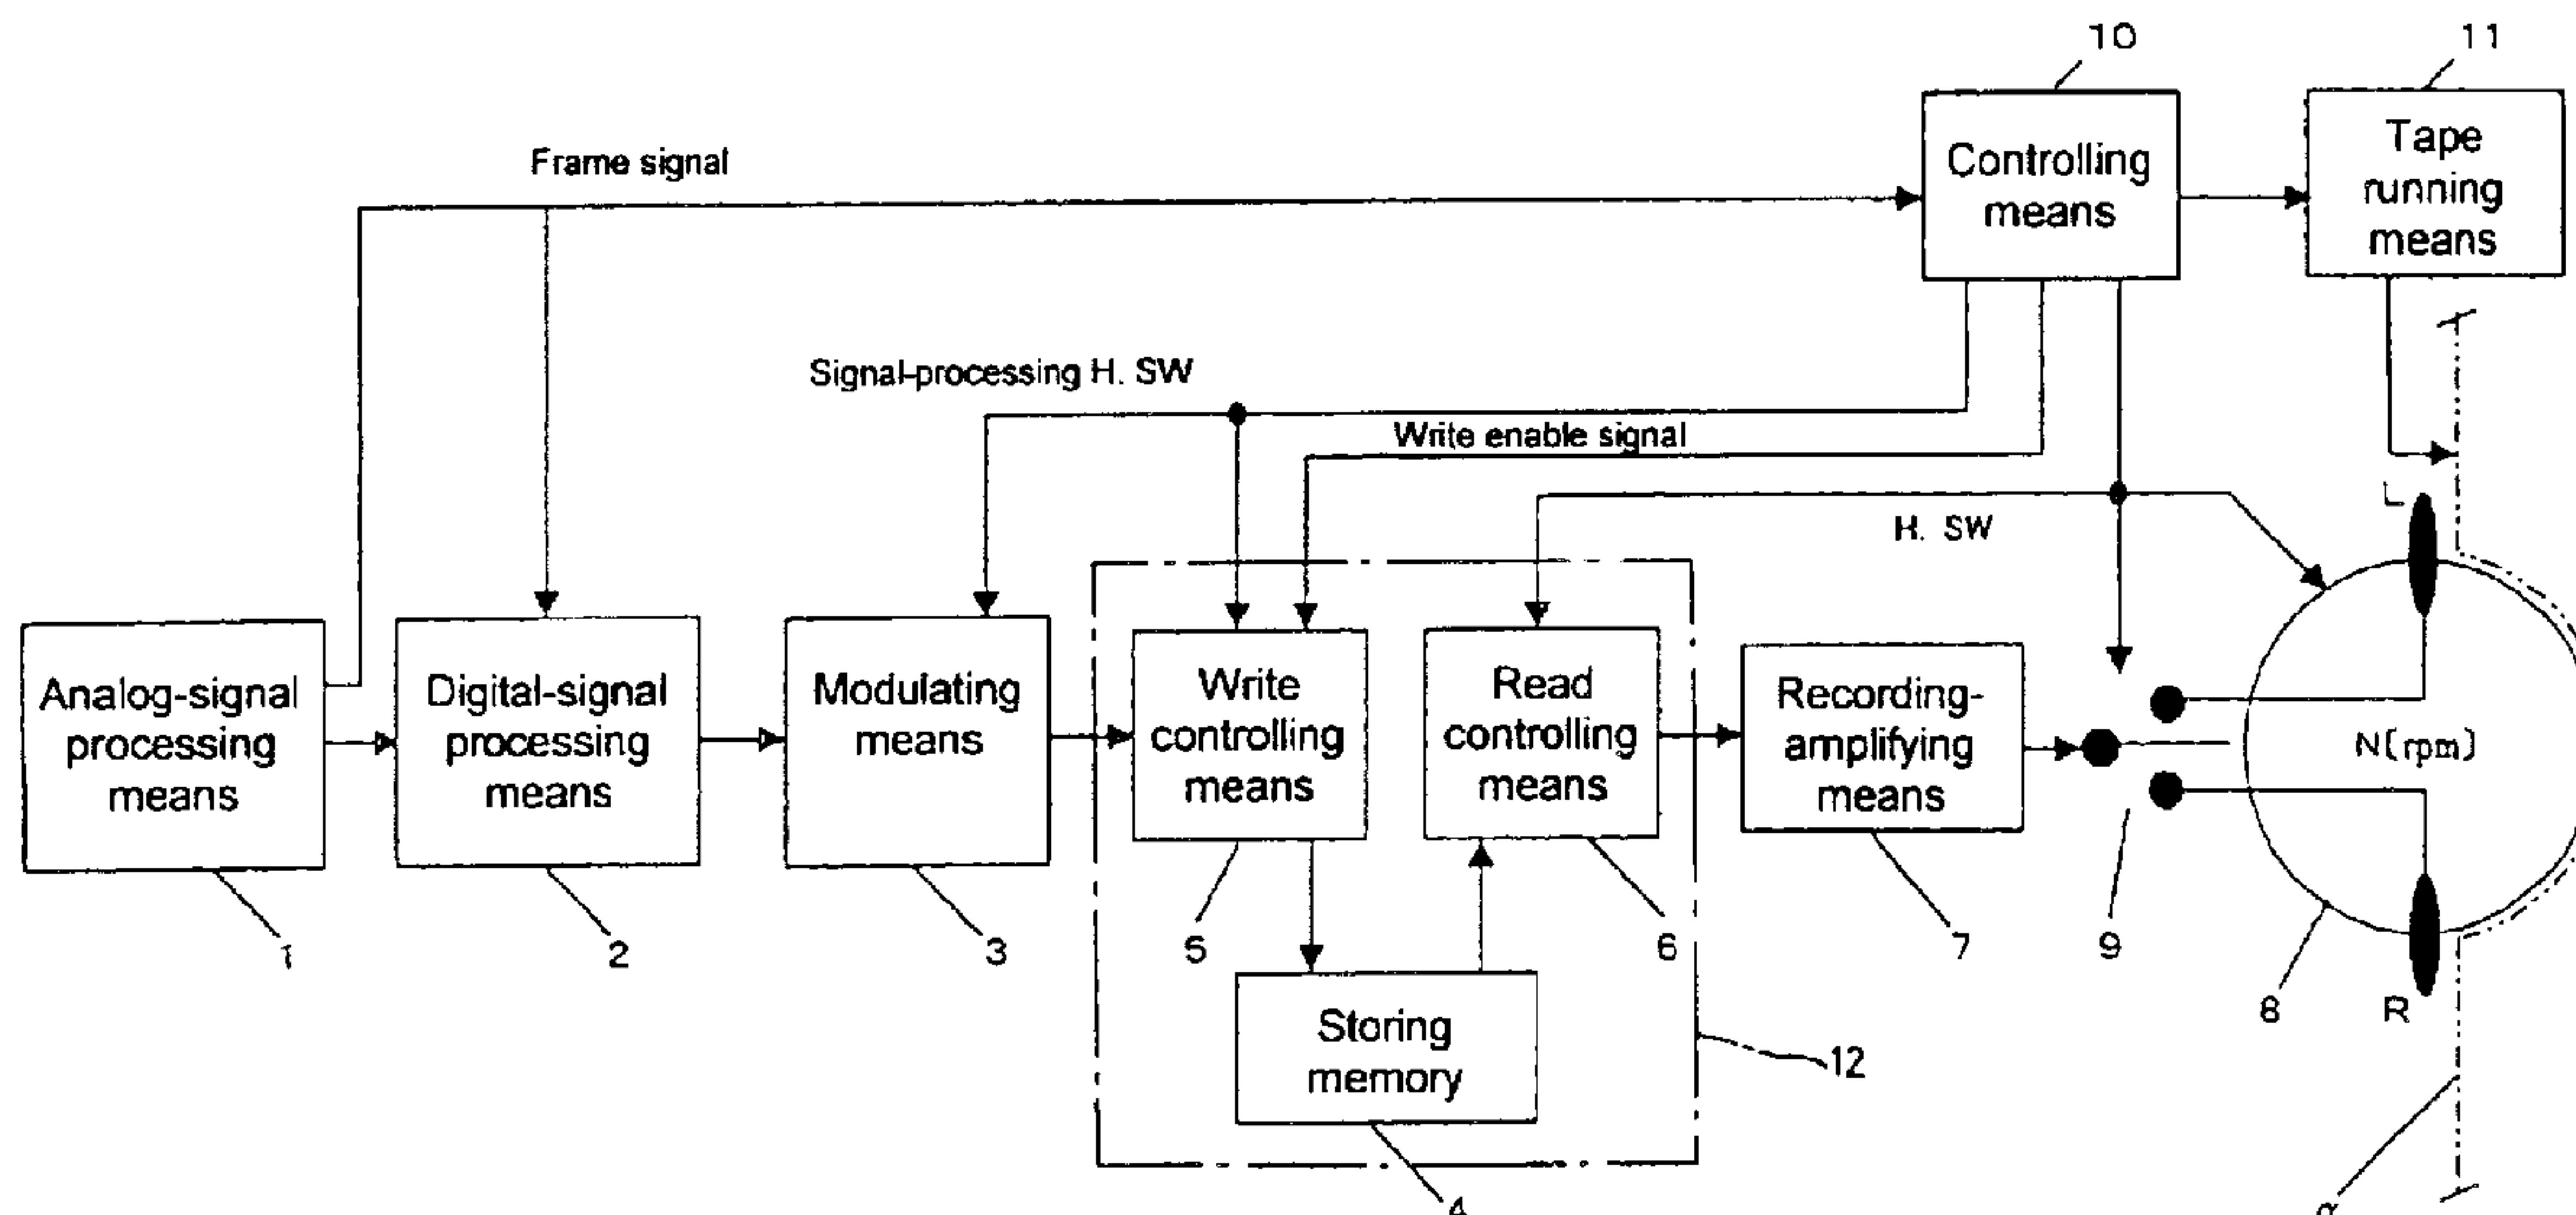 10
11
Frame signal
Controlling
means
Tape
running
means
Signal-processing H. SW
Write enable signal
H. SW
L
Analog-signal
processing
means
Digital-signal
processing
means
Modulating
means
Write
controlling
means
Read
controlling
means
Recording-
amplifying
means
N(rpm)
1
2
3
5
6
7
9
8
R
Storing
memory
12
4